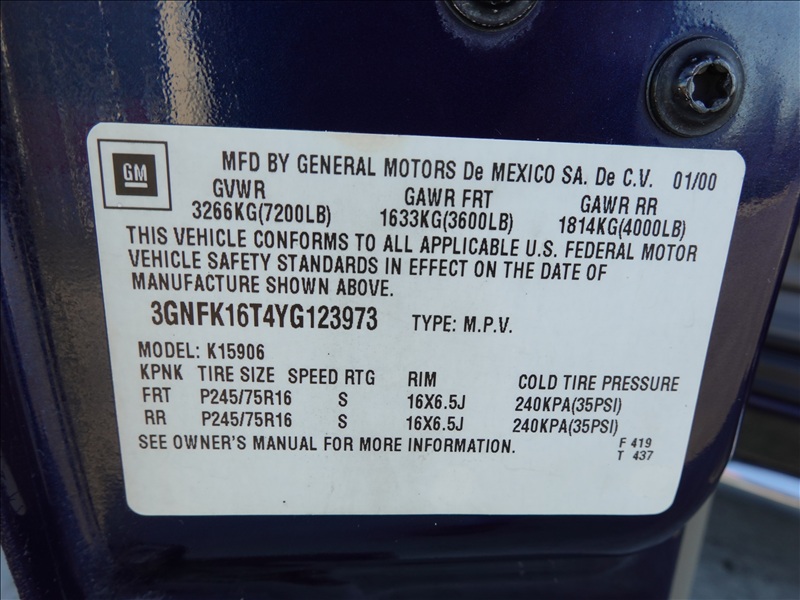 GM
MFD BY GENERAL MOTORS De MEXICO SA. De C.V. 01/00
GVWR GAWR FRT GAWR RR
3266KG(7200LB) 1633KG(3600LB) 1814KG(4000LB)
THIS VEHICLE CONFORMS TO ALL APPLICABLE U.S. FEDERAL MOTOR
VEHICLE SAFETY STANDARDS IN EFFECT ON THE DATE OF
MANUFACTURE SHOWN ABOVE.
3GNFK16T4YG123973 TYPE: M.P.V.
MODEL: K15906
KPNK TIRE SIZE SPEED RTG RIM COLD TIRE PRESSURE
FRT P245/75R16 S 16X6.5J 240KPA(35PSI)
RR P245/75R16 S 16X6.5J 240KPA(35PSI)
SEE OWNER'S MANUAL FOR MORE INFORMATION. F 419
T 437